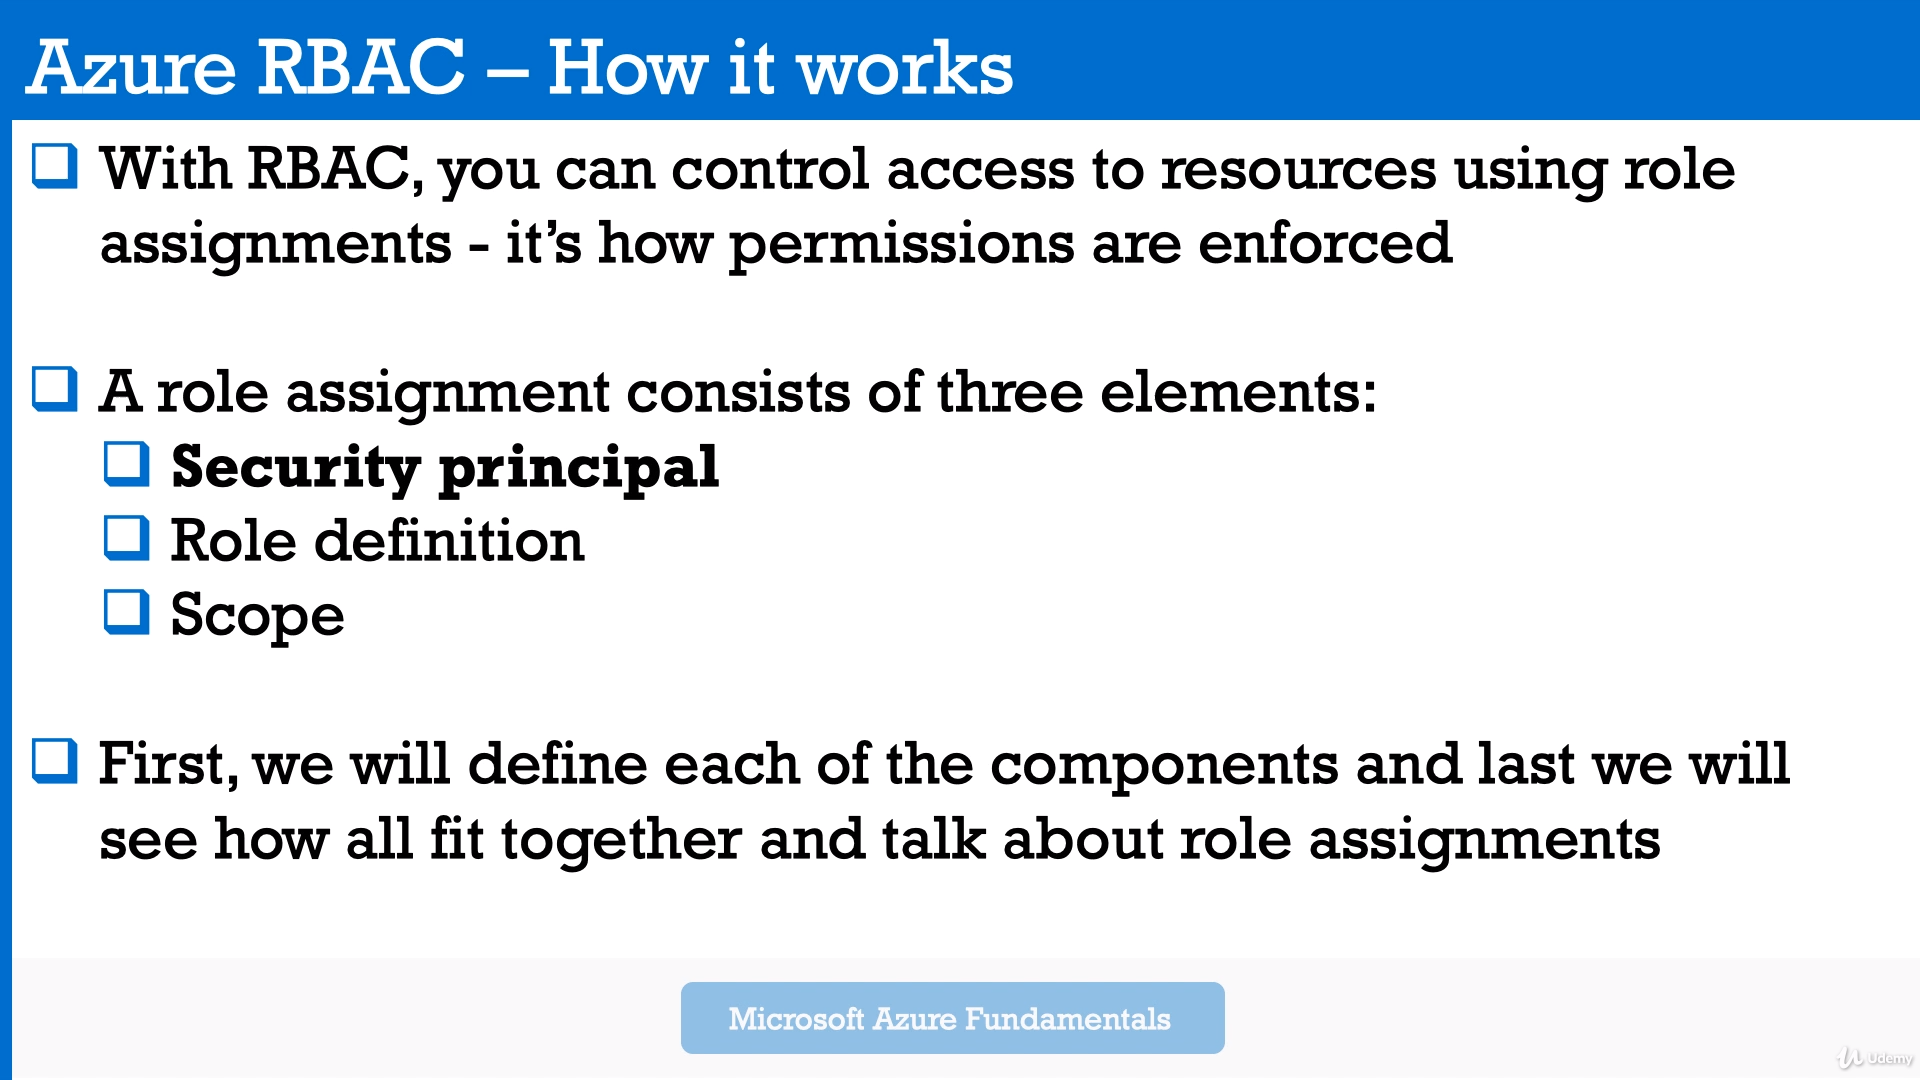 Azure RBAC – How it works
With RBAC, you can control access to resources using role
assignments - it’s how permissions are enforced
A role assignment consists of three elements:
Security principal
Role definition
Scope
First, we will define each of the components and last we will
see how all fit together and talk about role assignments
Microsoft Azure Fundamentals
Udemy